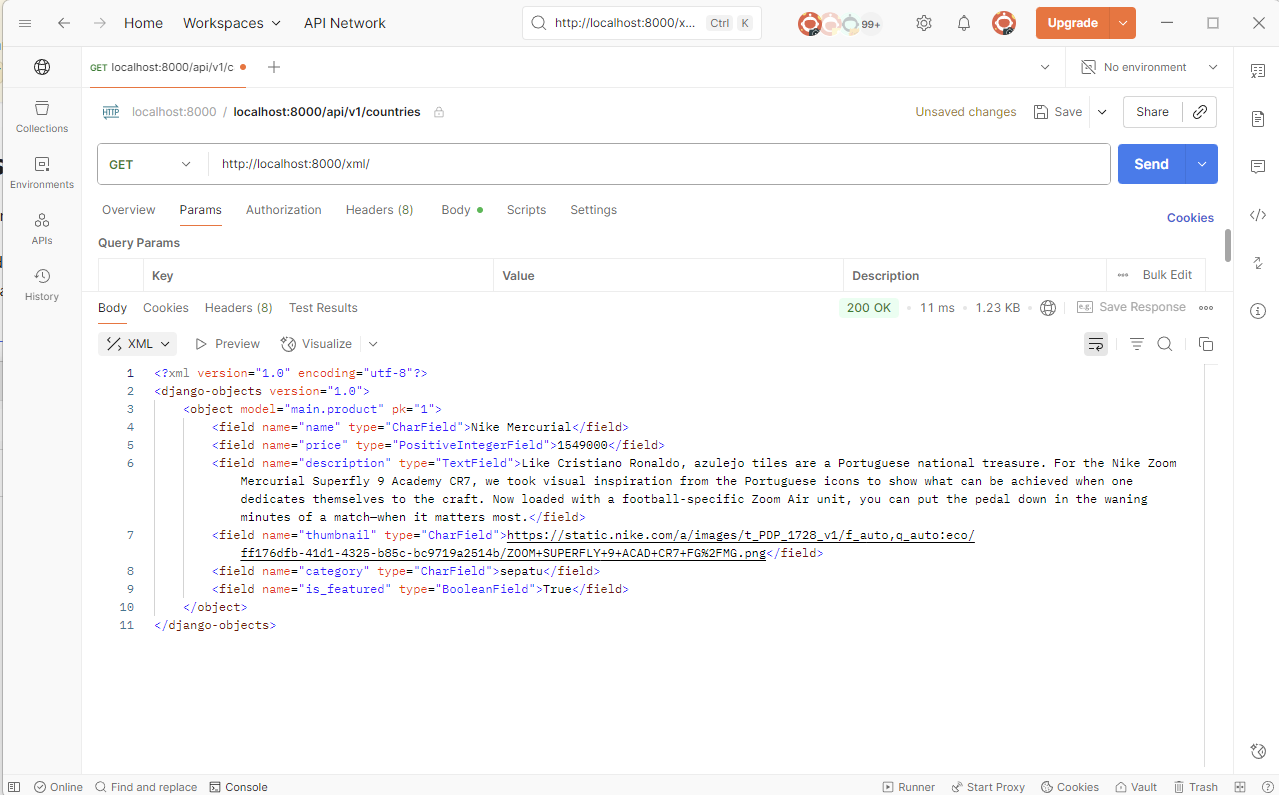 Home Workspaces API Network http://localhost:8000/x... Ctrl K 99+ Upgrade
GET localhost:8000/api/v1/c No environment
localhost:8000 / localhost:8000/api/v1/countries Unsaved changes Save Share
Collections
Environments
APIs
History
GET http://localhost:8000/xml/ Send
Overview Params Authorization Headers (8) Body Scripts Settings Cookies
Query Params
Key Value Description Bulk Edit
Body Cookies Headers (8) Test Results 200 OK 11 ms 1.23 KB e.g. Save Response
XML Preview Visualize
1 <?xml version="1.0" encoding="utf-8"?>
2 <django-objects version="1.0">
3 <object model="main.product" pk="1">
4 <field name="name" type="CharField">Nike Mercurial</field>
5 <field name="price" type="PositiveIntegerField">1549000</field>
6 <field name="description" type="TextField">Like Cristiano Ronaldo, azulejo tiles are a Portuguese national treasure. For the Nike Zoom
Mercurial Superfly 9 Academy CR7, we took visual inspiration from the Portuguese icons to show what can be achieved when one
dedicates themselves to the craft. Now loaded with a football-specific Zoom Air unit, you can put the pedal down in the waning
minutes of a match—when it matters most.</field>
7 <field name="thumbnail" type="CharField">https://static.nike.com/a/images/t_PDP_1728_v1/f_auto,q_auto:eco/
ff176dfb-41d1-4325-b85c-bc9719a2514b/ZOOM+SUPERFLY+9+ACAD+CR7+FG%2FMG.png</field>
8 <field name="category" type="CharField">sepatu</field>
9 <field name="is_featured" type="BooleanField">True</field>
10 </object>
11 </django-objects>
Online Find and replace Console Runner Start Proxy Cookies Vault Trash